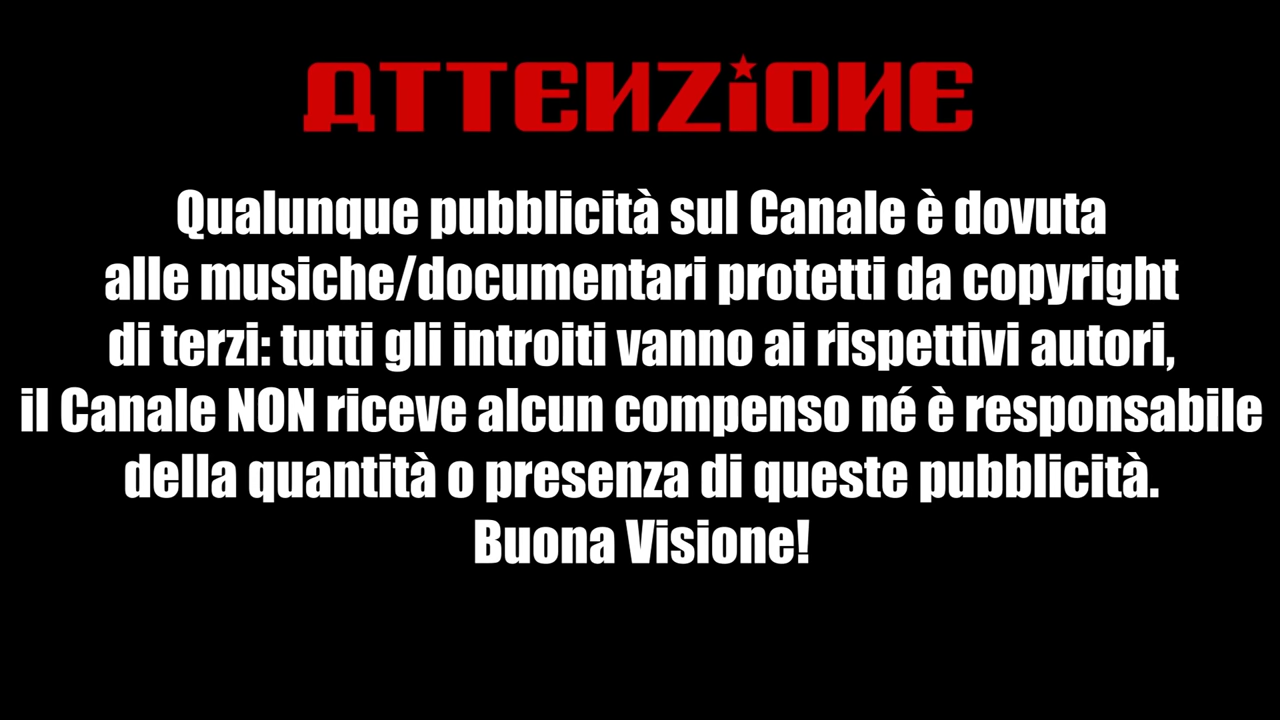 ATTENZiONE
Qualunque pubblicità sul Canale è dovuta
alle musiche/documentari protetti da copyright
di terzi: tutti gli introiti vanno ai rispettivi autori,
il Canale NON riceve alcun compenso né è responsabile
della quantità o presenza di queste pubblicità.
Buona Visione!